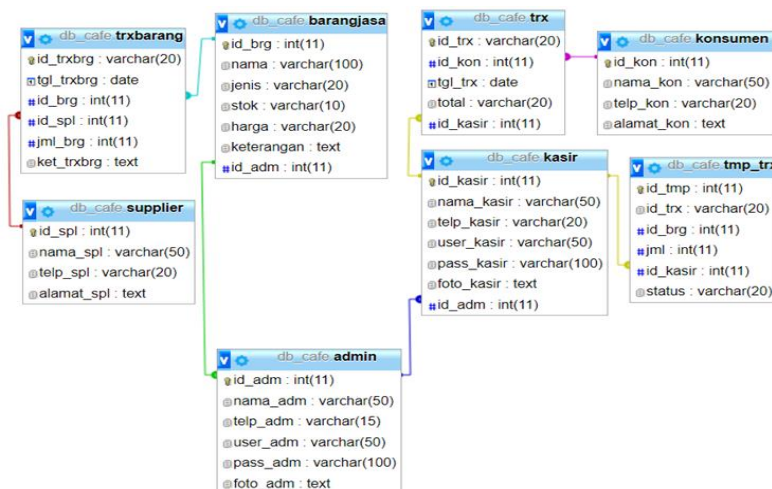 db_cafe.trxbarang
id_trxbrg : varchar(20)
tgl_trxbrg : date
id_brg : int(11)
id_spl : int(11)
jml_brg : int(11)
ket_trxbrg : text
db_cafe.supplier
id_spl : int(11)
nama_spl : varchar(50)
telp_spl : varchar(20)
alamat_spl : text
db_cafe.barangjasa
id_brg : int(11)
nama : varchar(100)
jenis : varchar(20)
stok : varchar(10)
harga : varchar(20)
keterangan : text
id_adm : int(11)
db_cafe.admin
id_adm : int(11)
nama_adm : varchar(50)
telp_adm : varchar(15)
user_adm : varchar(50)
pass_adm : varchar(100)
foto_adm : text
db_cafe.trx
id_trx : varchar(20)
id_kon : int(11)
tgl_trx : date
total : varchar(20)
id_kasir : int(11)
db_cafe.kasir
id_kasir : int(11)
nama_kasir : varchar(50)
telp_kasir : varchar(20)
user_kasir : varchar(50)
pass_kasir : varchar(100)
foto_kasir : text
id_adm : int(11)
db_cafe.konsumen
id_kon : int(11)
nama_kon : varchar(50)
telp_kon : varchar(20)
alamat_kon : text
db_cafe.tmp_trx
id_tmp : int(11)
id_trx : varchar(20)
id_brg : int(11)
jml : int(11)
id_kasir : int(11)
status : varchar(20)